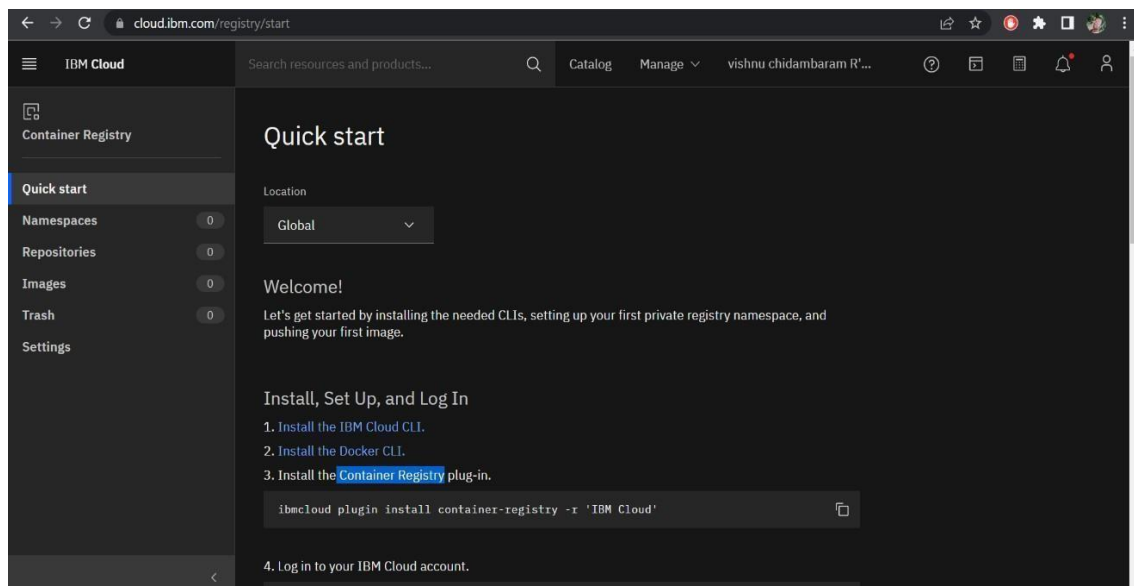 cloud.ibm.com/registry/start
IBM Cloud
Search resources and products...
Catalog
Manage
vishnu chidambaram R'...
Container Registry
Quick start
Namespaces 0
Repositories 0
Images 0
Trash 0
Settings
Quick start
Location
Global
Welcome!
Let's get started by installing the needed CLIs, setting up your first private registry namespace, and
pushing your first image.
Install, Set Up, and Log In
1. Install the IBM Cloud CLI.
2. Install the Docker CLI.
3. Install the Container Registry plug-in.
ibmcloud plugin install container-registry -r 'IBM Cloud'
4. Log in to your IBM Cloud account.